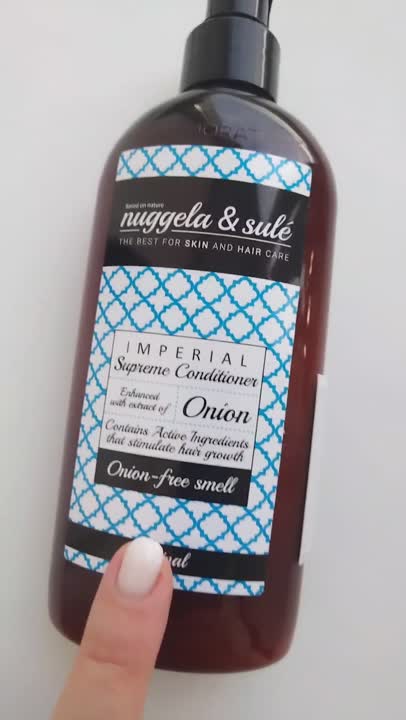 Based on nature
nuggela & sulé
THE BEST FOR SKIN AND HAIR CARE
IMPERIAL
Supreme Conditioner
Enhanced
with extract of
Onion
Contains Active Ingredients
that stimulate hair growth
Onion-free smell